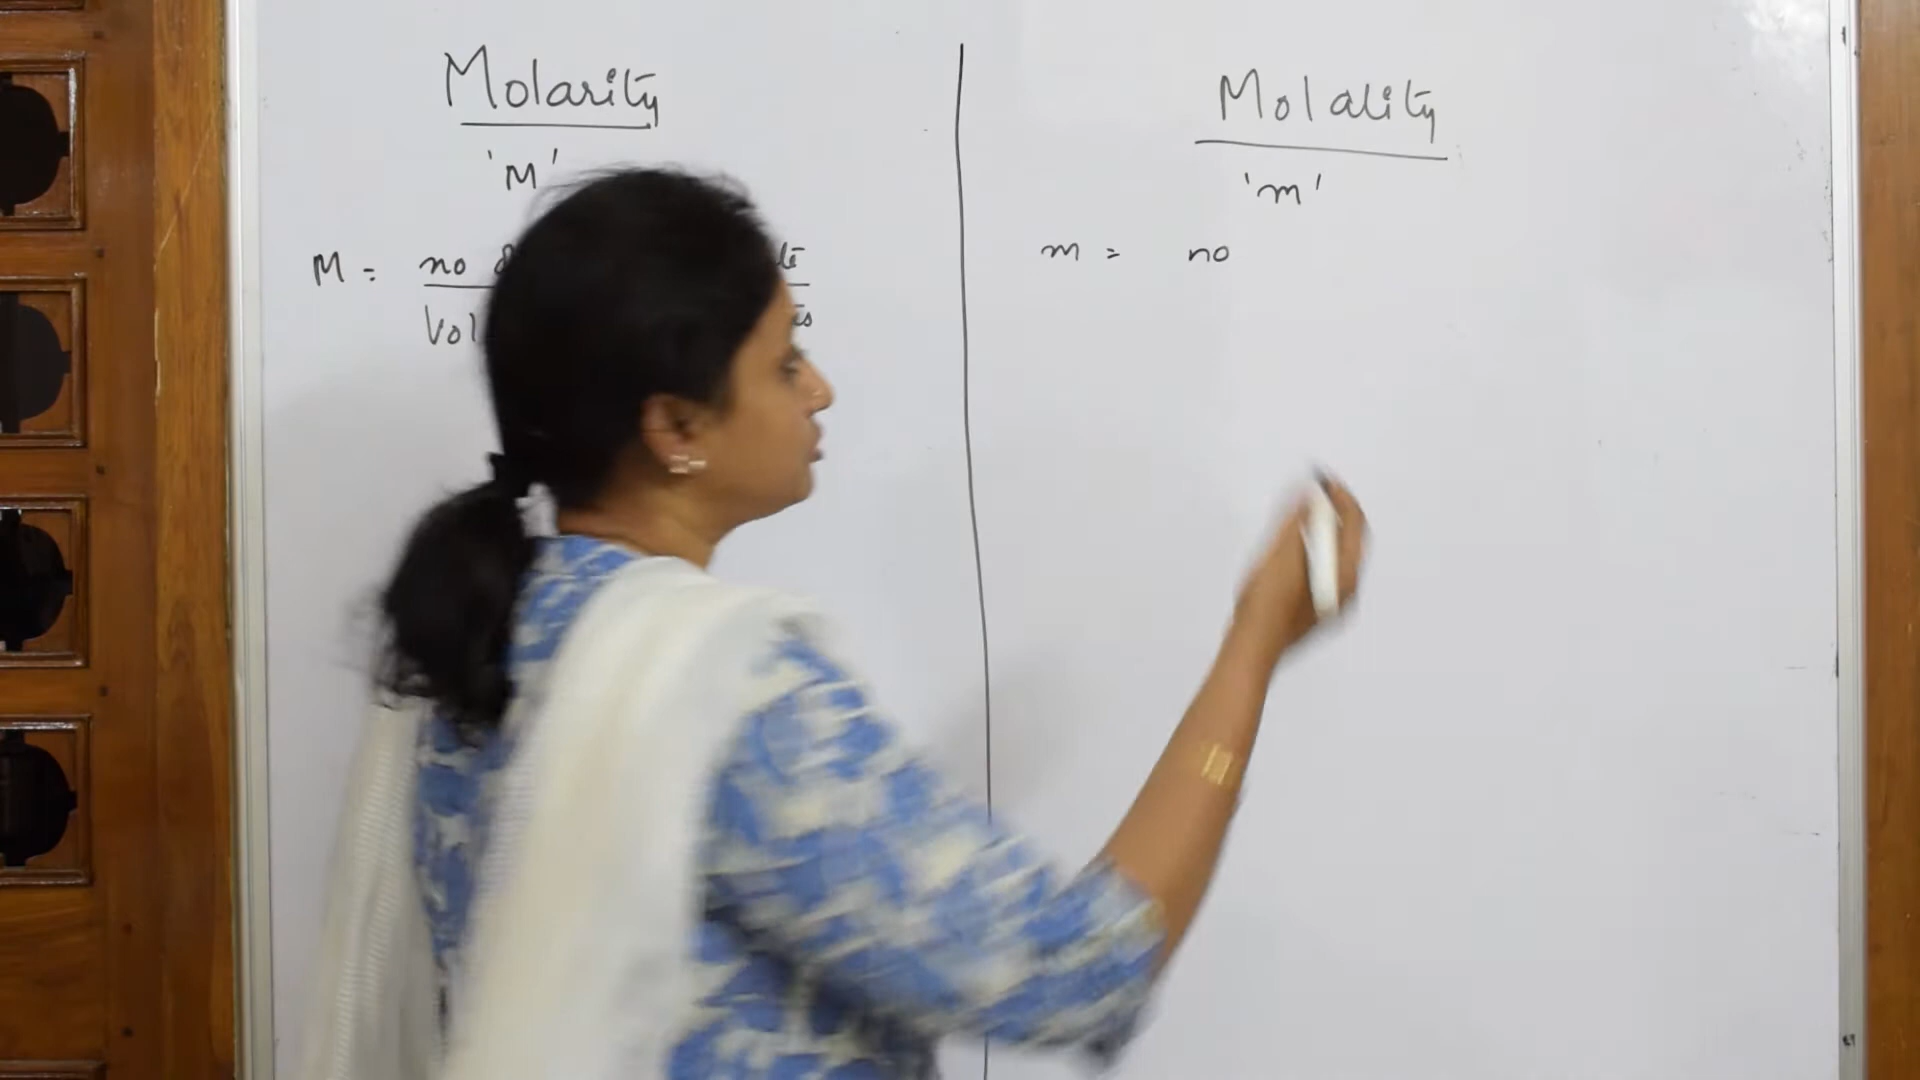 Molarity
'M'
M = no
Vol
Molality
'm'
m = no